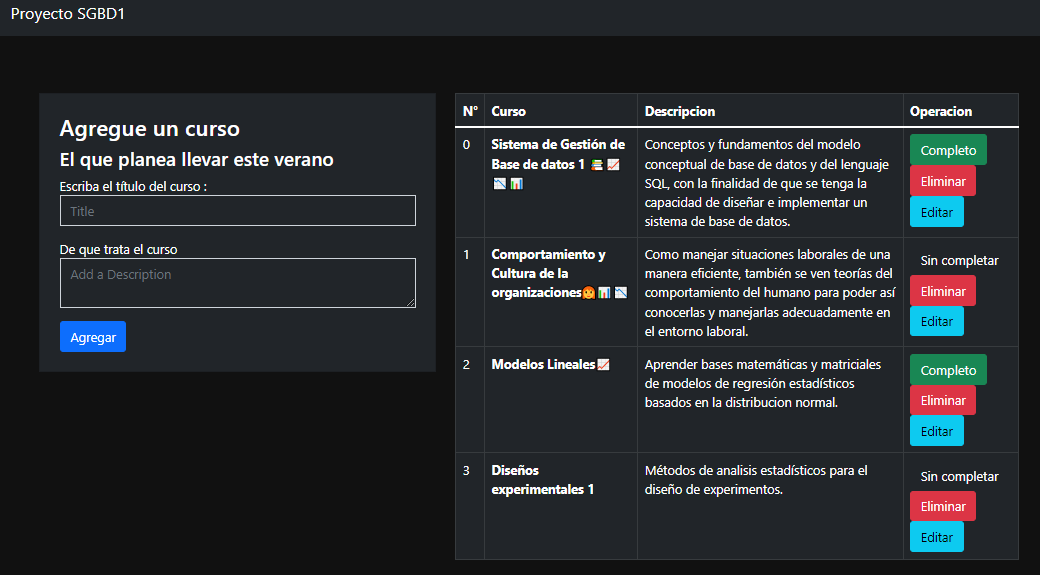 Proyecto SGBD1
Agregue un curso
El que planea llevar este verano
Escriba el título del curso :
Title
De que trata el curso
Add a Description
Agregar
N° Curso Descripcion Operacion
0
Sistema de Gestión de
Base de datos 1 📚 📈
📉 📊
Conceptos y fundamentos del modelo
conceptual de base de datos y del lenguaje
SQL, con la finalidad de que se tenga la
capacidad de diseñar e implementar un
sistema de base de datos.
Completo
Eliminar
Editar
1
Comportamiento y
Cultura de la
organizaciones👩‍🦰📊 📉
Como manejar situaciones laborales de una
manera eficiente, también se ven teorías del
comportamiento del humano para poder así
conocerlas y manejarlas adecuadamente en
el entorno laboral.
Sin completar
Eliminar
Editar
2
Modelos Lineales📈
Aprender bases matemáticas y matriciales
de modelos de regresión estadísticos
basados en la distribucion normal.
Completo
Eliminar
Editar
3
Diseños
experimentales 1
Métodos de analisis estadísticos para el
diseño de experimentos.
Sin completar
Eliminar
Editar